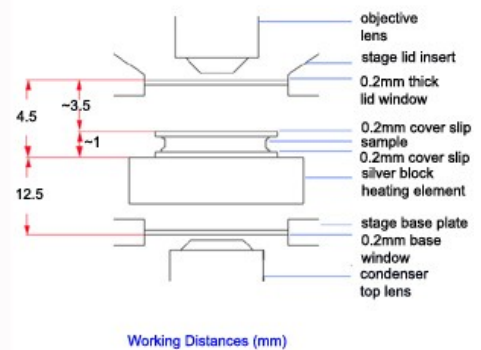 objective
lens
stage lid insert
0.2mm thick
lid window
~3.5
4.5
0.2mm cover slip
sample
~1
0.2mm cover slip
silver block
heating element
12.5
stage base plate
0.2mm base
window
condenser
top lens
Working Distances (mm)